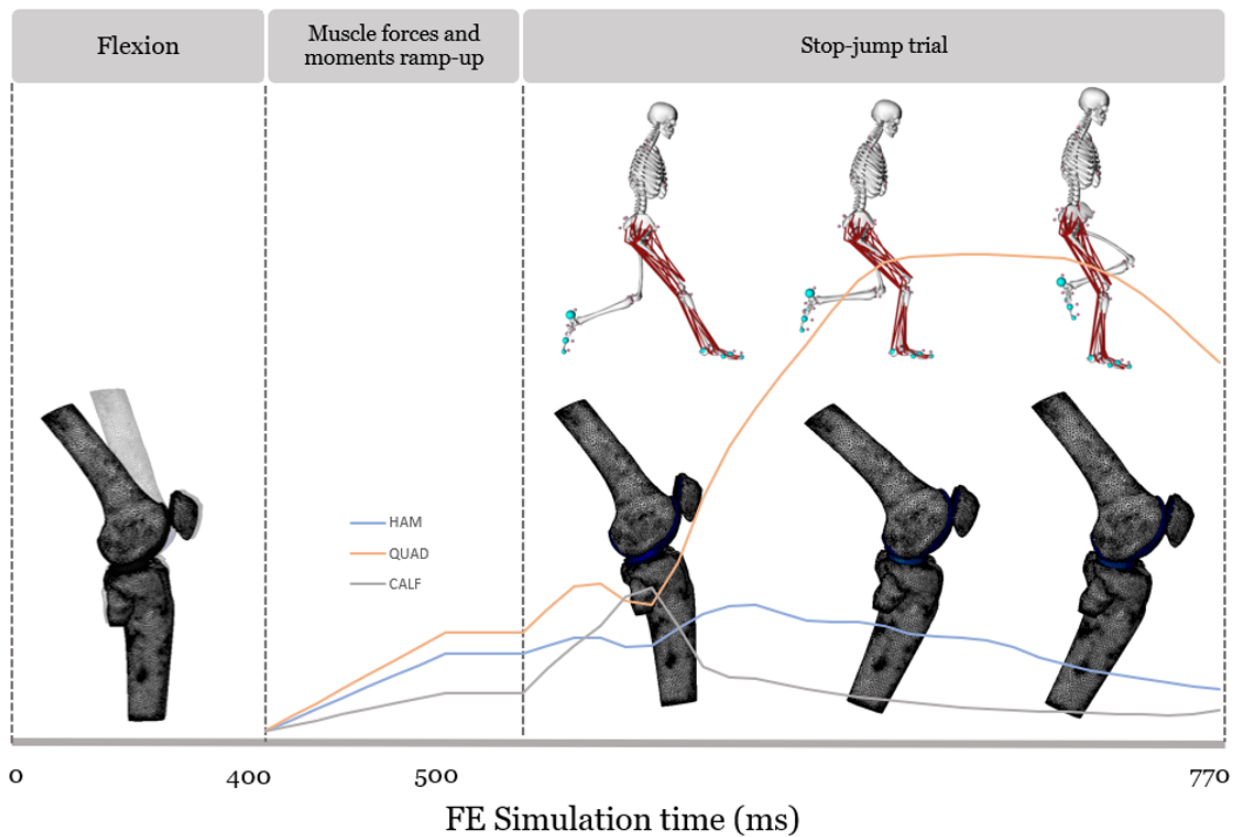 Flexion
Muscle forces and
moments ramp-up
Stop-jump trial
HAM
QUAD
CALF
0
400
500
770
FE Simulation time (ms)